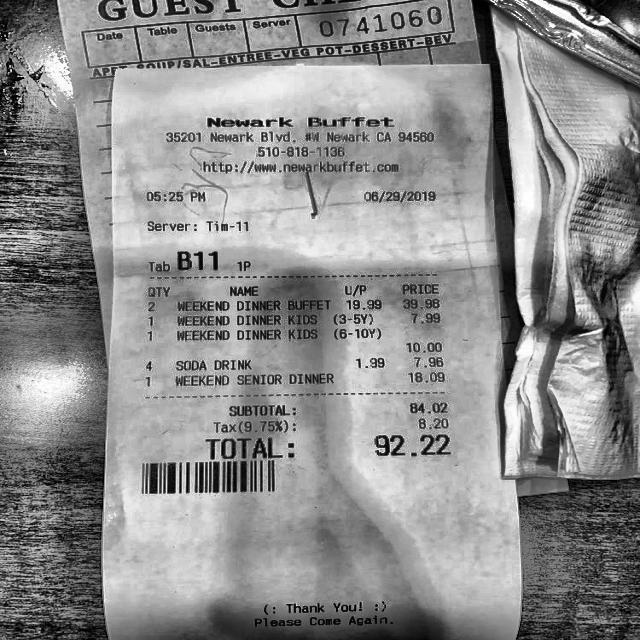 GUEST
Date Table Guests Server 0741060
SOUP/SAL-ENTREE-VEG POT-DESSERT-BEV
Newark Buffet
35201 Newark Blvd. #W Newark CA 94560
510-818-1136
http://www.newarkbuffet.com
05:25 PM 06/29/2019
Server: Tim-11
Tab B11 1P
QTY NAME U/P PRICE
2 WEEKEND DINNER BUFFET 19.99 39.98
1 WEEKEND DINNER KIDS (3-5Y) 7.99
1 WEEKEND DINNER KIDS (6-10Y)
10.00
4 SODA DRINK 1.99 7.96
1 WEEKEND SENIOR DINNER 18.09
SUBTOTAL: 84.02
Tax(9.75%): 8.20
TOTAL: 92.22
(: Thank You! :)
Please Come Again.